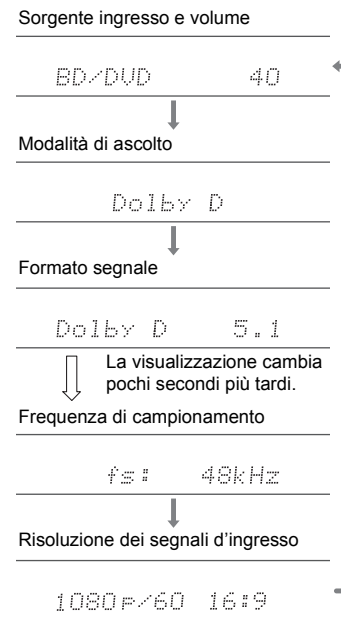 Sorgente ingresso e volume
BD/DVD 40
Modalità di ascolto
Dolby D
Formato segnale
Dolby D 5.1
La visualizzazione cambia
pochi secondi più tardi.
Frequenza di campionamento
fs: 48kHz
Risoluzione dei segnali d'ingresso
1080p/60 16:9